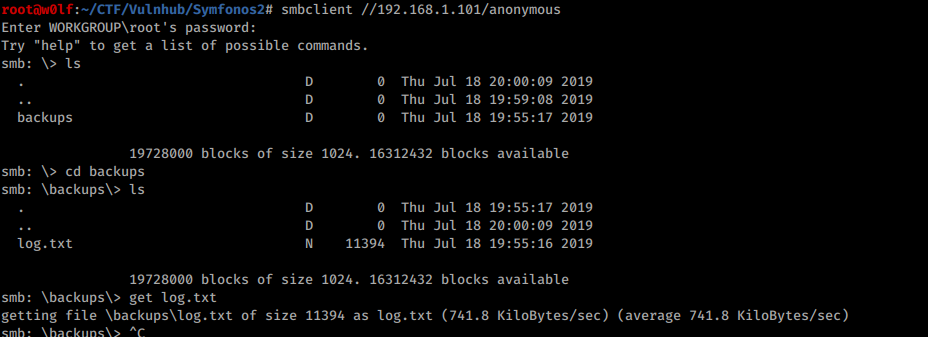 root@w0lf:~/CTF/Vulnhub/Symfonos2# smbclient //192.168.1.101/anonymous
Enter WORKGROUP\root's password:
Try "help" to get a list of possible commands.
smb: \> ls
  .                                   D        0  Thu Jul 18 20:00:09 2019
  ..                                  D        0  Thu Jul 18 19:59:08 2019
  backups                             D        0  Thu Jul 18 19:55:17 2019

                19728000 blocks of size 1024. 16312432 blocks available
smb: \> cd backups
smb: \backups\> ls
  .                                   D        0  Thu Jul 18 19:55:17 2019
  ..                                  D        0  Thu Jul 18 20:00:09 2019
  log.txt                             N    11394  Thu Jul 18 19:55:16 2019

                19728000 blocks of size 1024. 16312432 blocks available
smb: \backups\> get log.txt
getting file \backups\log.txt of size 11394 as log.txt (741.8 KiloBytes/sec) (average 741.8 KiloBytes/sec)
smb: \backups\> ^C